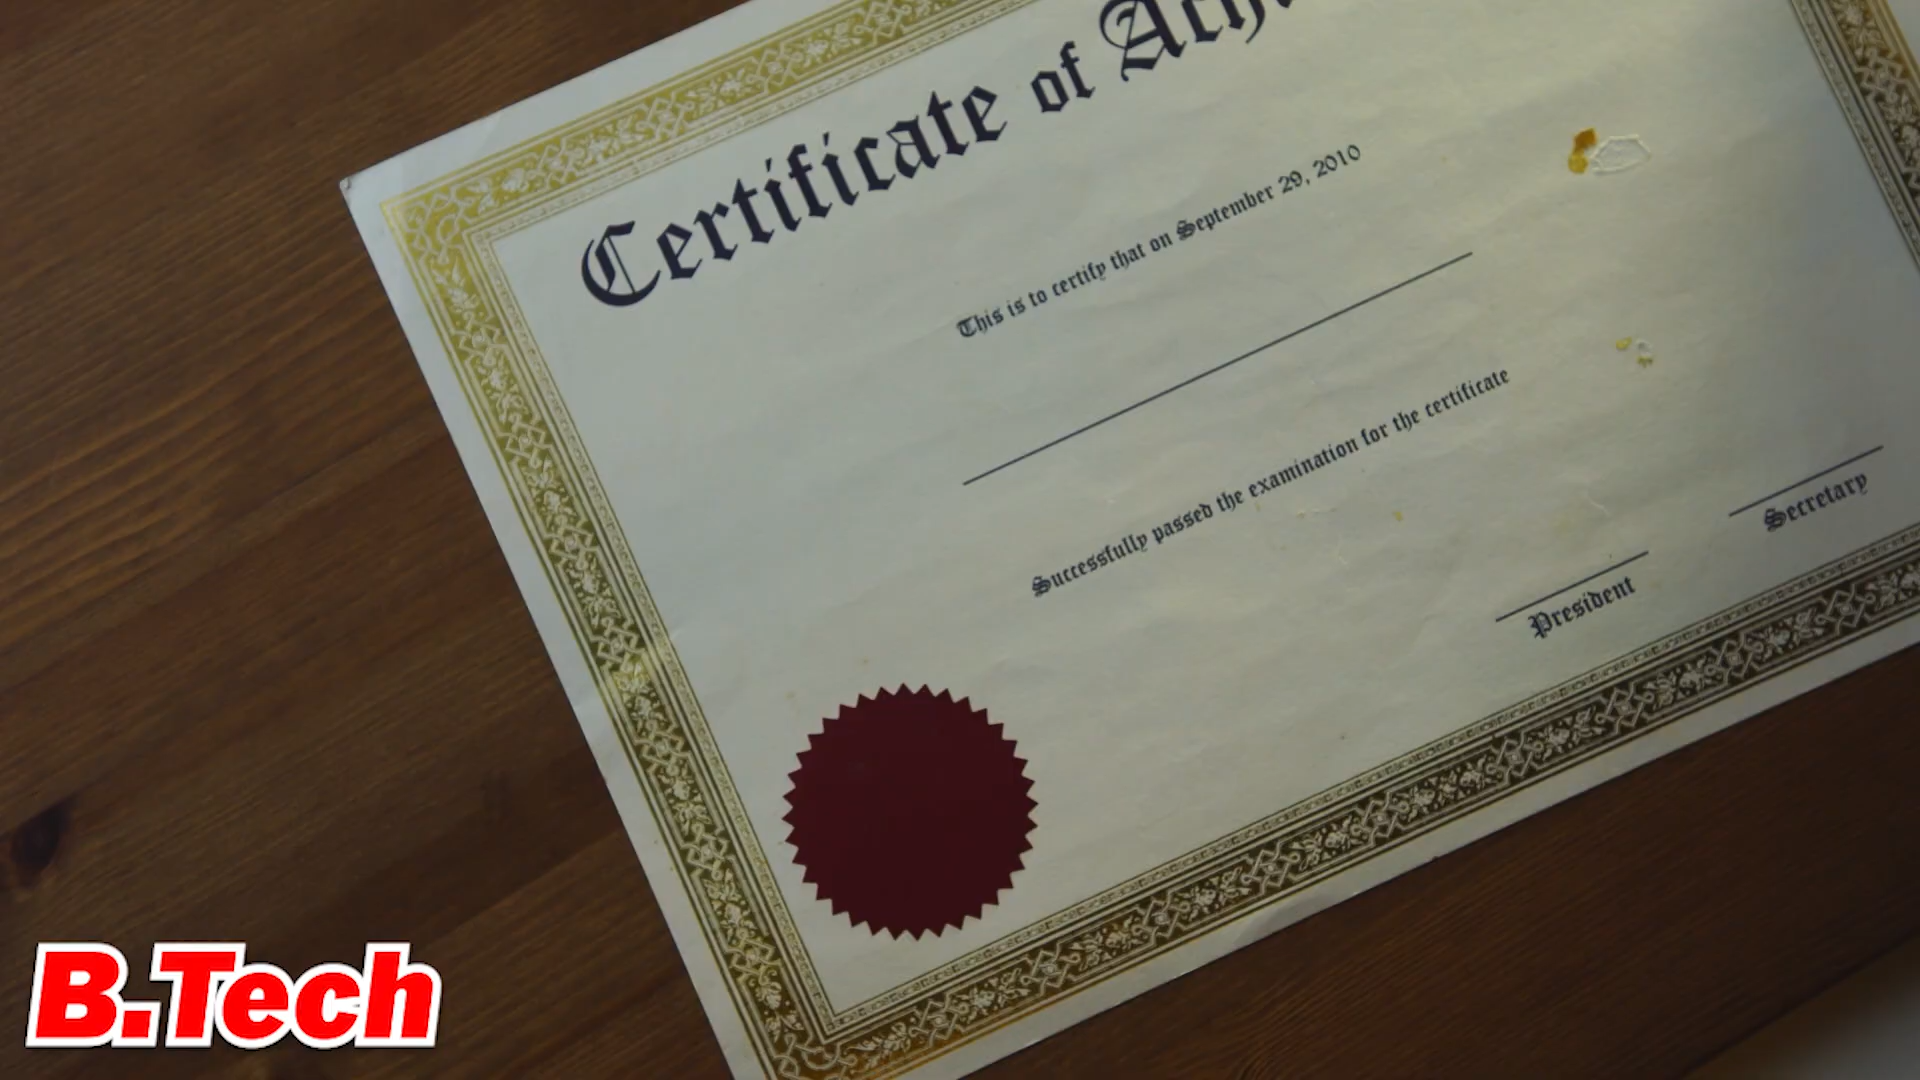 Certificate of
This is to certify that on September 29, 2010
Successfully passed the examination for the certificate
President
Secretary
B.Tech